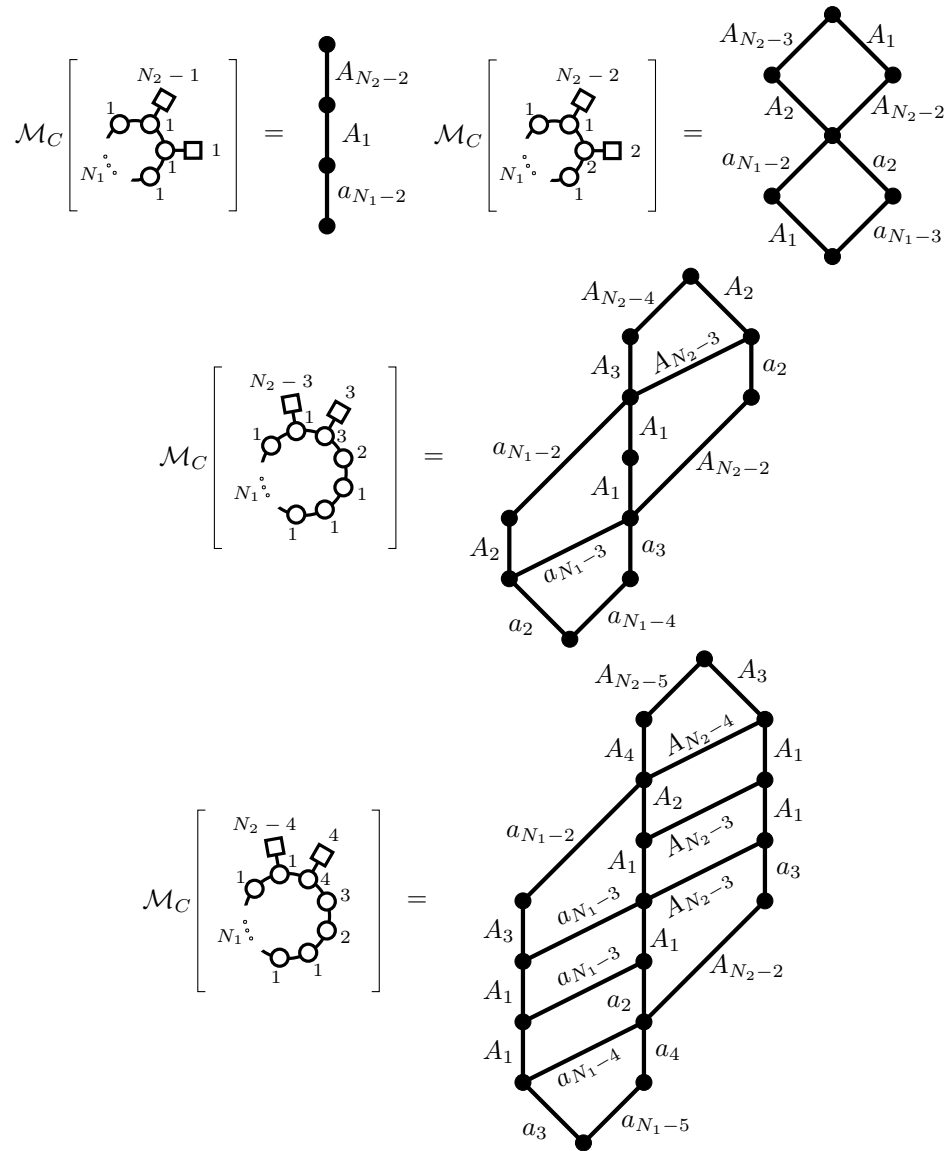 N_2 − 1
1
1
M_C [ N_1 ] =
1
1
1
A_{N_2−2}
A_1
a_{N_1−2}
N_2 − 2
1
1
M_C [ N_1 ] =
2
2
1
A_{N_2−3} A_1
A_2 A_{N_2−2}
a_{N_1−2} a_2
A_1 a_{N_1−3}
N_2 − 3 3
1 1 3
2
M_C [ N_1 ] =
1
1 1
A_{N_2−4} A_2
A_3 A_{N_2−3} a_2
a_{N_1−2} A_1
A_1 A_{N_2−2}
A_2 a_{N_1−3} a_3
a_2 a_{N_1−4}
N_2 − 4 4
1 1 4
3
M_C [ N_1 ] =
2
1 1
A_{N_2−5} A_3
A_4 A_{N_2−4} A_1
a_{N_1−2} A_2 A_{N_2−3} A_1
A_1 A_{N_2−3} a_3
A_3 a_{N_1−3} A_1 A_{N_2−2}
A_1 a_{N_1−3} a_2
A_1 a_{N_1−4} a_4
a_3 a_{N_1−5}